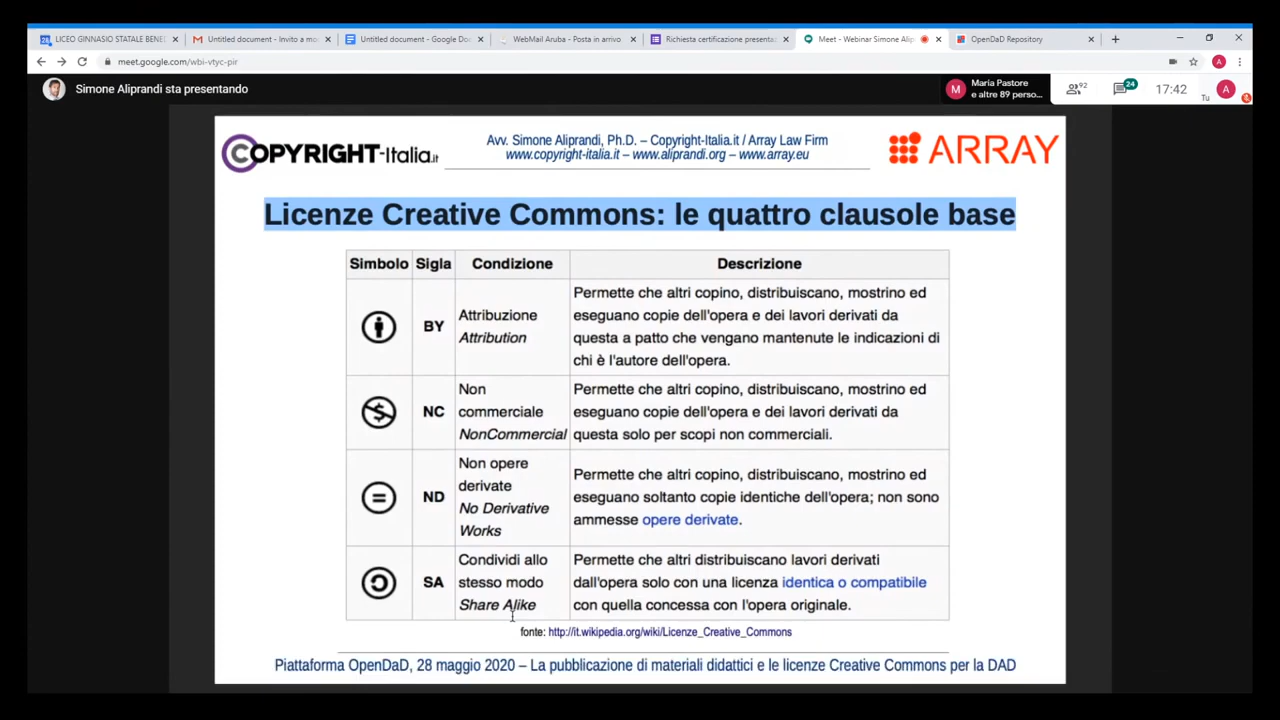 LICEO GINNASIO STATALE BENE
Untitled document - Invito a mo
Untitled document - Google Do
WebMail Aruba - Posta in arrivo
Richiesta certificazione presenta
Meet - Webinar Simone Alip
OpenDaD Repository
meet.google.com/wbi-vtyc-pir
A
Simone Aliprandi sta presentando
M
Maria Pastore
e altre 89 perso...
92
24
17:42
Tu
A
COPYRIGHT-Italia.it
Avv. Simone Aliprandi, Ph.D. – Copyright-Italia.it / Array Law Firm
www.copyright-italia.it – www.aliprandi.org – www.array.eu
ARRAY
Licenze Creative Commons: le quattro clausole base
Simbolo Sigla Condizione Descrizione
BY
Attribuzione
Attribution
Permette che altri copino, distribuiscano, mostrino ed
eseguano copie dell'opera e dei lavori derivati da
questa a patto che vengano mantenute le indicazioni di
chi è l'autore dell'opera.
NC
Non
commerciale
NonCommercial
Permette che altri copino, distribuiscano, mostrino ed
eseguano copie dell'opera e dei lavori derivati da
questa solo per scopi non commerciali.
ND
Non opere
derivate
No Derivative
Works
Permette che altri copino, distribuiscano, mostrino ed
eseguano soltanto copie identiche dell'opera; non sono
ammesse opere derivate.
SA
Condividi allo
stesso modo
Share Alike
Permette che altri distribuiscano lavori derivati
dall'opera solo con una licenza identica o compatibile
con quella concessa con l'opera originale.
fonte: http://it.wikipedia.org/wiki/Licenze_Creative_Commons
Piattaforma OpenDaD, 28 maggio 2020 – La pubblicazione di materiali didattici e le licenze Creative Commons per la DAD